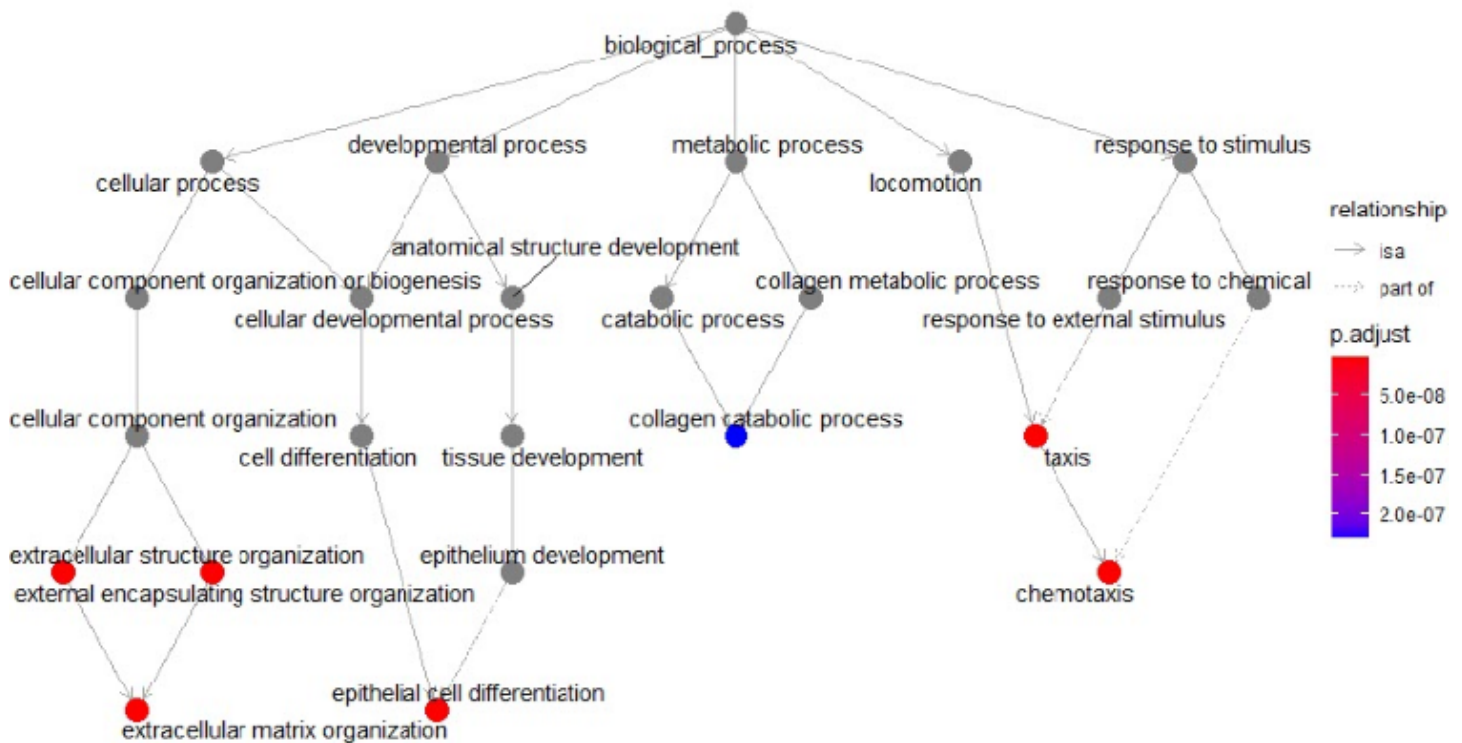 biological_process
developmental process
metabolic process
response to stimulus
cellular process
locomotion
relationship
isa
part of
anatomical structure development
cellular component organization or biogenesis
collagen metabolic process
response to chemical
cellular developmental process
catabolic process
response to external stimulus
p.adjust
5.0e-08
1.0e-07
1.5e-07
2.0e-07
cellular component organization
collagen catabolic process
cell differentiation
tissue development
taxis
extracellular structure organization
epithelium development
external encapsulating structure organization
chemotaxis
epithelial cell differentiation
extracellular matrix organization